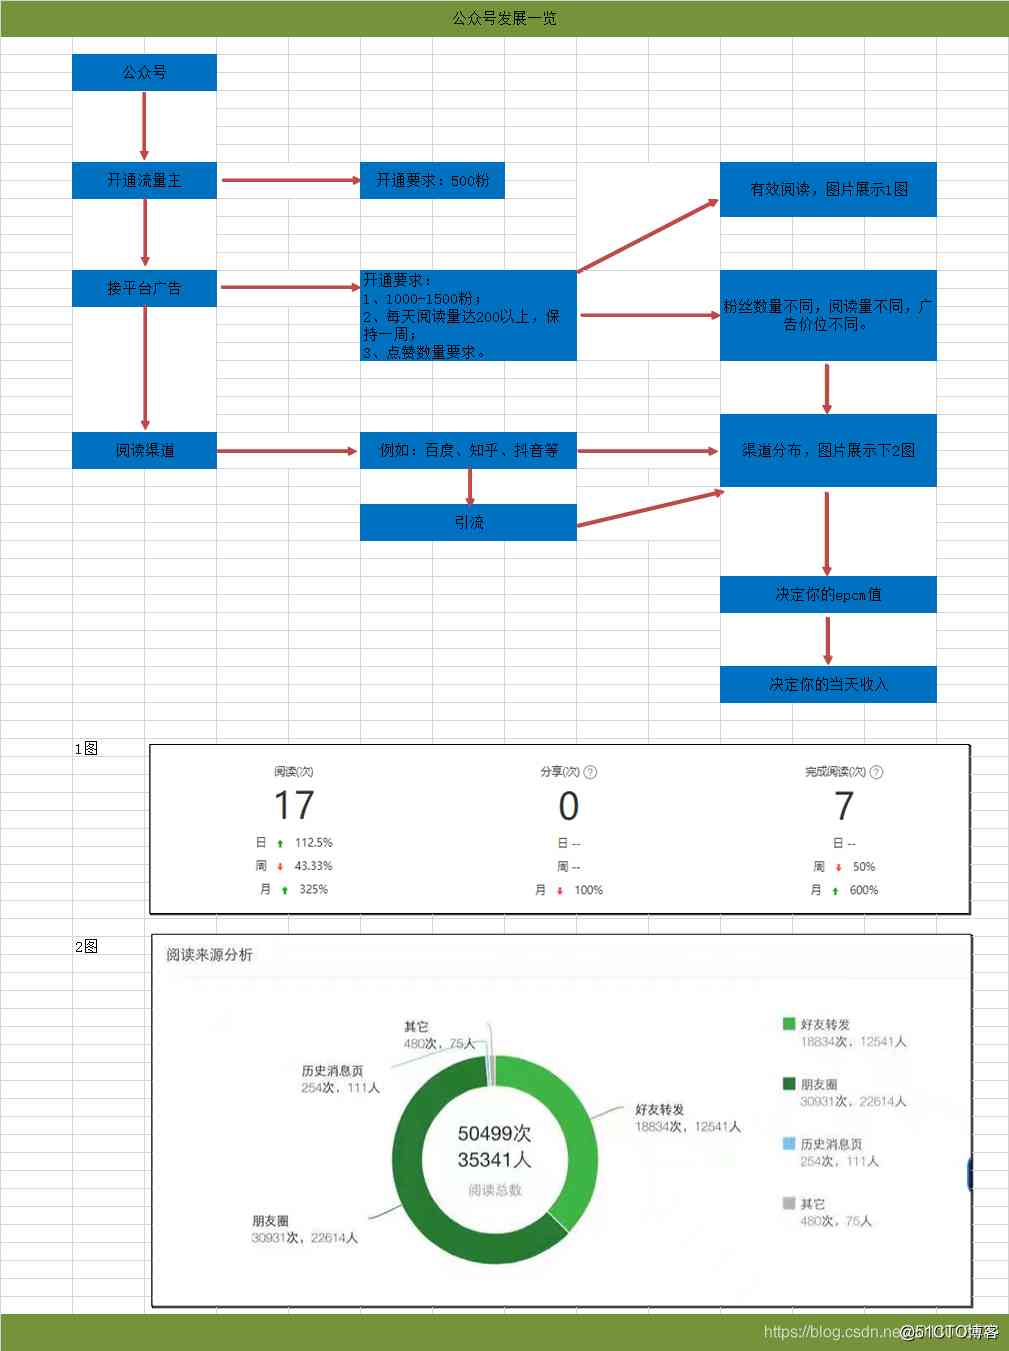 公众号发展一览
公众号
开通流量主
开通要求：500粉
有效阅读，图片展示1图
接平台广告
开通要求：
1、1000-1500粉；
2、每天阅读量达200以上，保
持一周；
3、点赞数量要求。
粉丝数量不同，阅读量不同，广
告价位不同。
阅读渠道
例如：百度、知乎、抖音等
渠道分布，图片展示下2图
引流
决定你的epcm值
决定你的当天收入
1图
阅读(次)
17
日 112.5%
周 43.33%
月 325%
分享(次) ?
0
日 --
周 --
月 100%
完成阅读(次) ?
7
日 --
周 50%
月 600%
2图
阅读来源分析
其它
480次，75人
历史消息页
254次，111人
好友转发
18834次，12541人
50499次
35341人
阅读总数
朋友圈
30931次，22614人
好友转发
18834次，12541人
朋友圈
30931次，22614人
历史消息页
254次，111人
其它
480次，75人
https://blog.csdn.ne
@51CTO博客